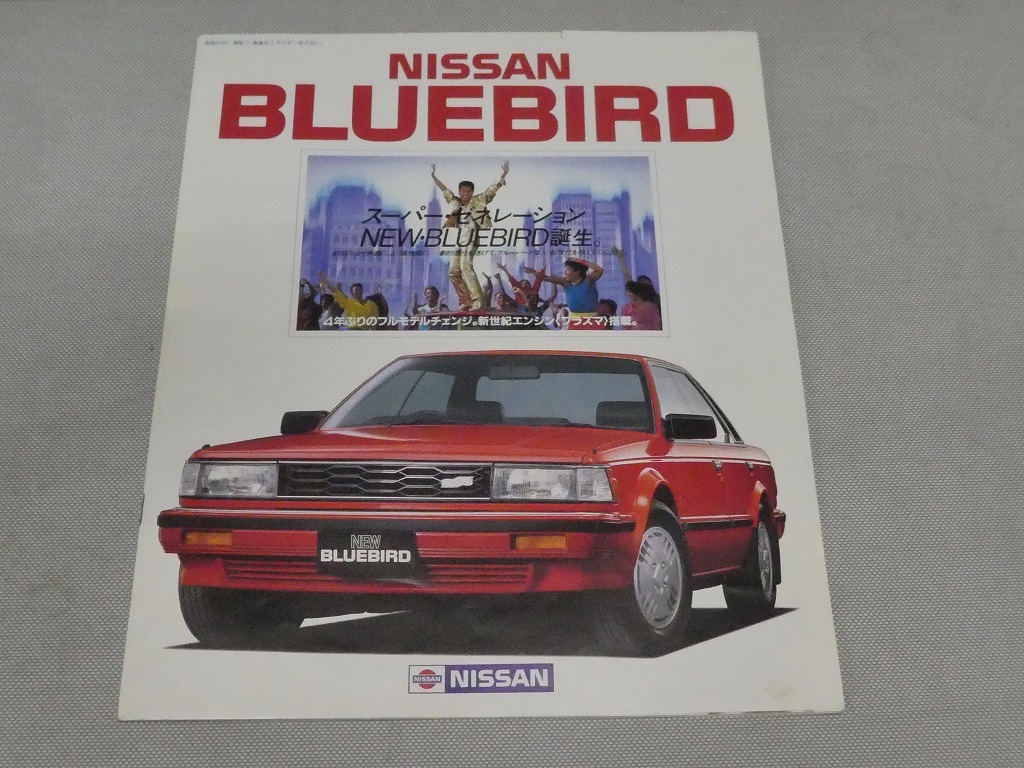 NISSAN
BLUEBIRD
スーパー・ゼネレーション
NEW・BLUEBIRD誕生。
4年ぶりのフルモデルチェンジ。新世紀エンジン〈プラズマ〉搭載。
NEW
BLUEBIRD
NISSAN NISSAN